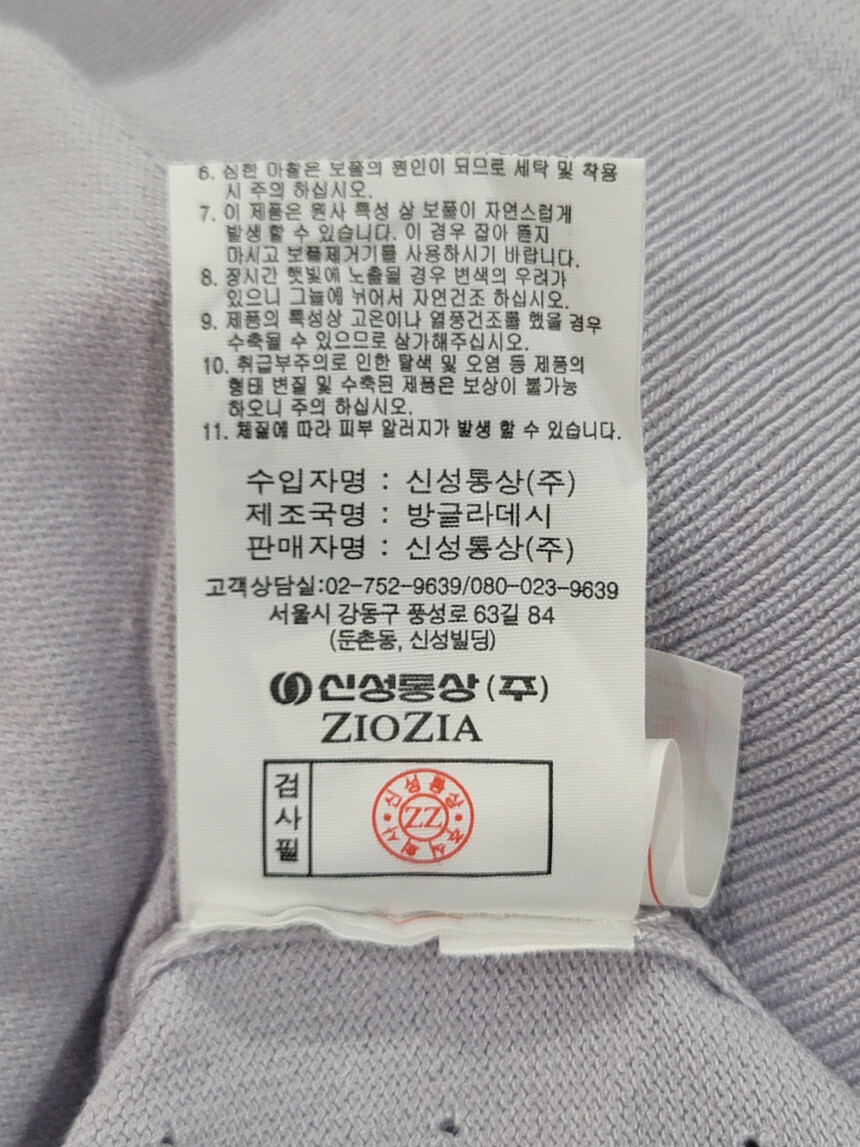 6. 심한 마찰은 보풀의 원인이 되므로 세탁 및 착용
시 주의 하십시오.
7. 이 제품은 원사 특성 상 보풀이 자연스럽게
발생 할 수 있습니다. 이 경우 잡아 뜯지
마시고 보풀제거기를 사용하시기 바랍니다.
8. 장시간 햇빛에 노출될 경우 변색의 우려가
있으니 그늘에 뉘어서 자연건조 하십시오.
9. 제품의 특성상 고온이나 열풍건조를 했을 경우
수축될 수 있으므로 삼가해주십시오.
10. 취급부주의로 인한 탈색 및 오염 등 제품의
형태 변질 및 수축된 제품은 보상이 불가능
하오니 주의 하십시오.
11. 체질에 따라 피부 알러지가 발생 할 수 있습니다.
수입자명 : 신성통상(주)
제조국명 : 방글라데시
판매자명 : 신성통상(주)
고객상담실:02-752-9639/080-023-9639
서울시 강동구 풍성로 63길 84
(둔촌동, 신성빌딩)
신성통상(주)
ZIOZIA
검사필
신성통상
ZZ
주식회사